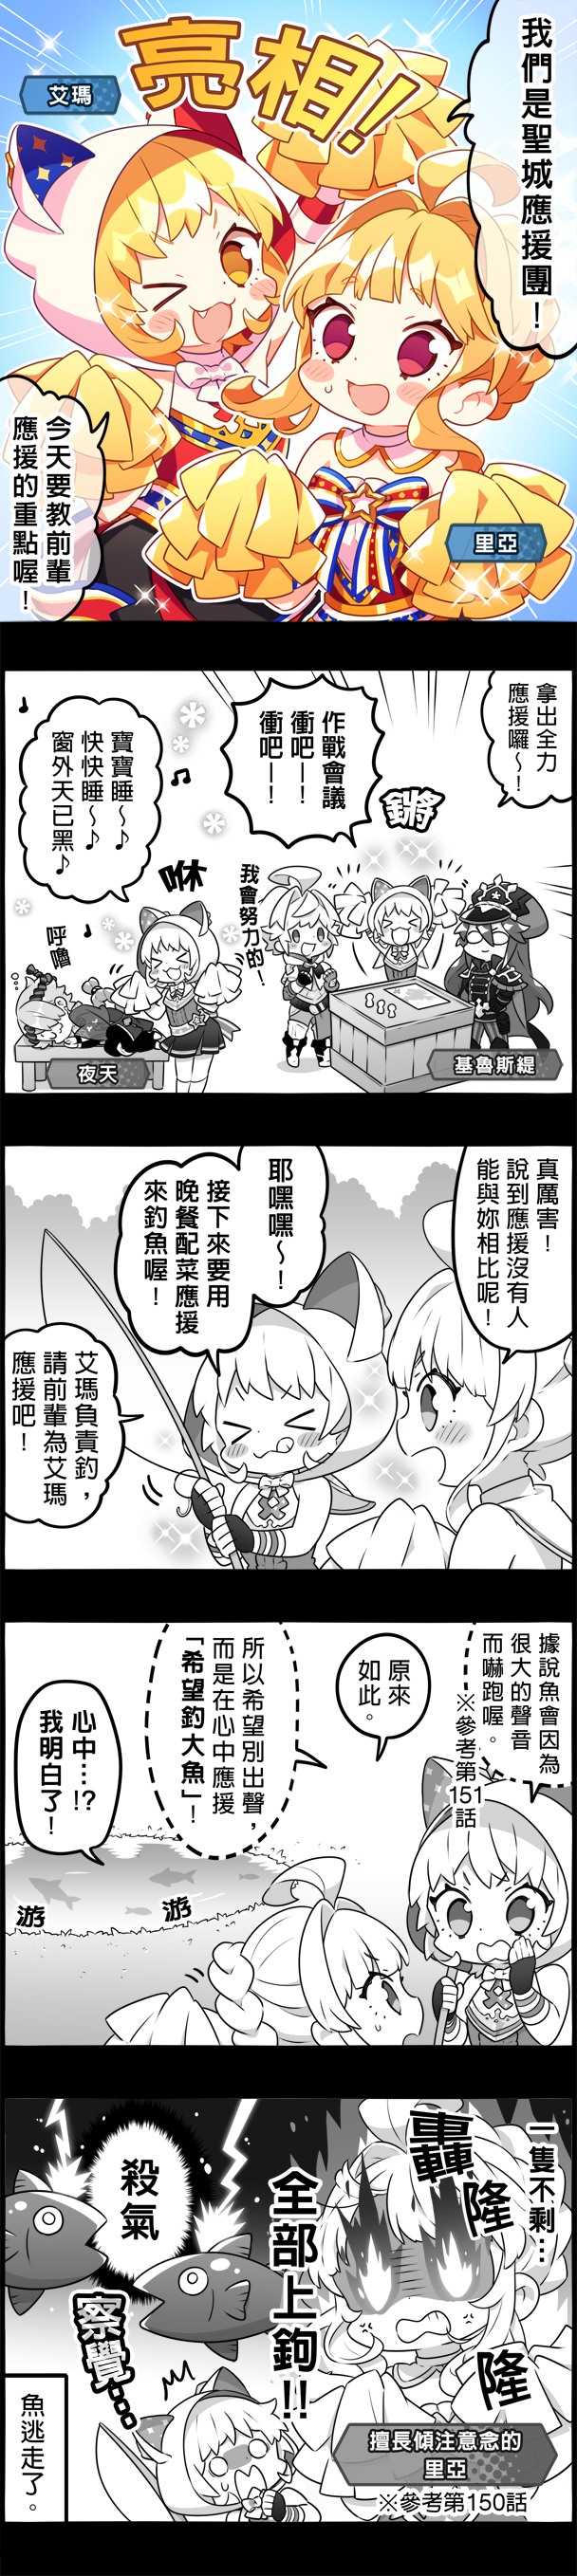 我們是聖城應援團！
亮相！
艾瑪
里亞
今天要教前輩
應援的重點喔！
拿出全力
應援囉～！
鏘
作戰會議
衝吧──！
衝吧──！
基魯斯緹
我會努力的！
咻
寶寶睡～♪
快快睡～♪
窗外天已黑♪
呼嚕
夜天
真厲害！
說到應援沒有人
能與妳相比呢！
耶嘿嘿～！
接下來要用
晚餐配菜應援
來釣魚喔！
艾瑪負責釣，
請前輩為艾瑪
應援吧！
據說魚會因為
很大的聲音
而嚇跑喔。
※參考第151話
原來
如此。
所以希望別出聲，
而是在心中應援
「希望釣大魚」！
心中…!?
我明白了！
游
游
一隻不剩…
轟
隆
隆
全部上鉤!!
殺氣
察覺…
擅長傾注意念的
里亞
※參考第150話
魚逃走了。